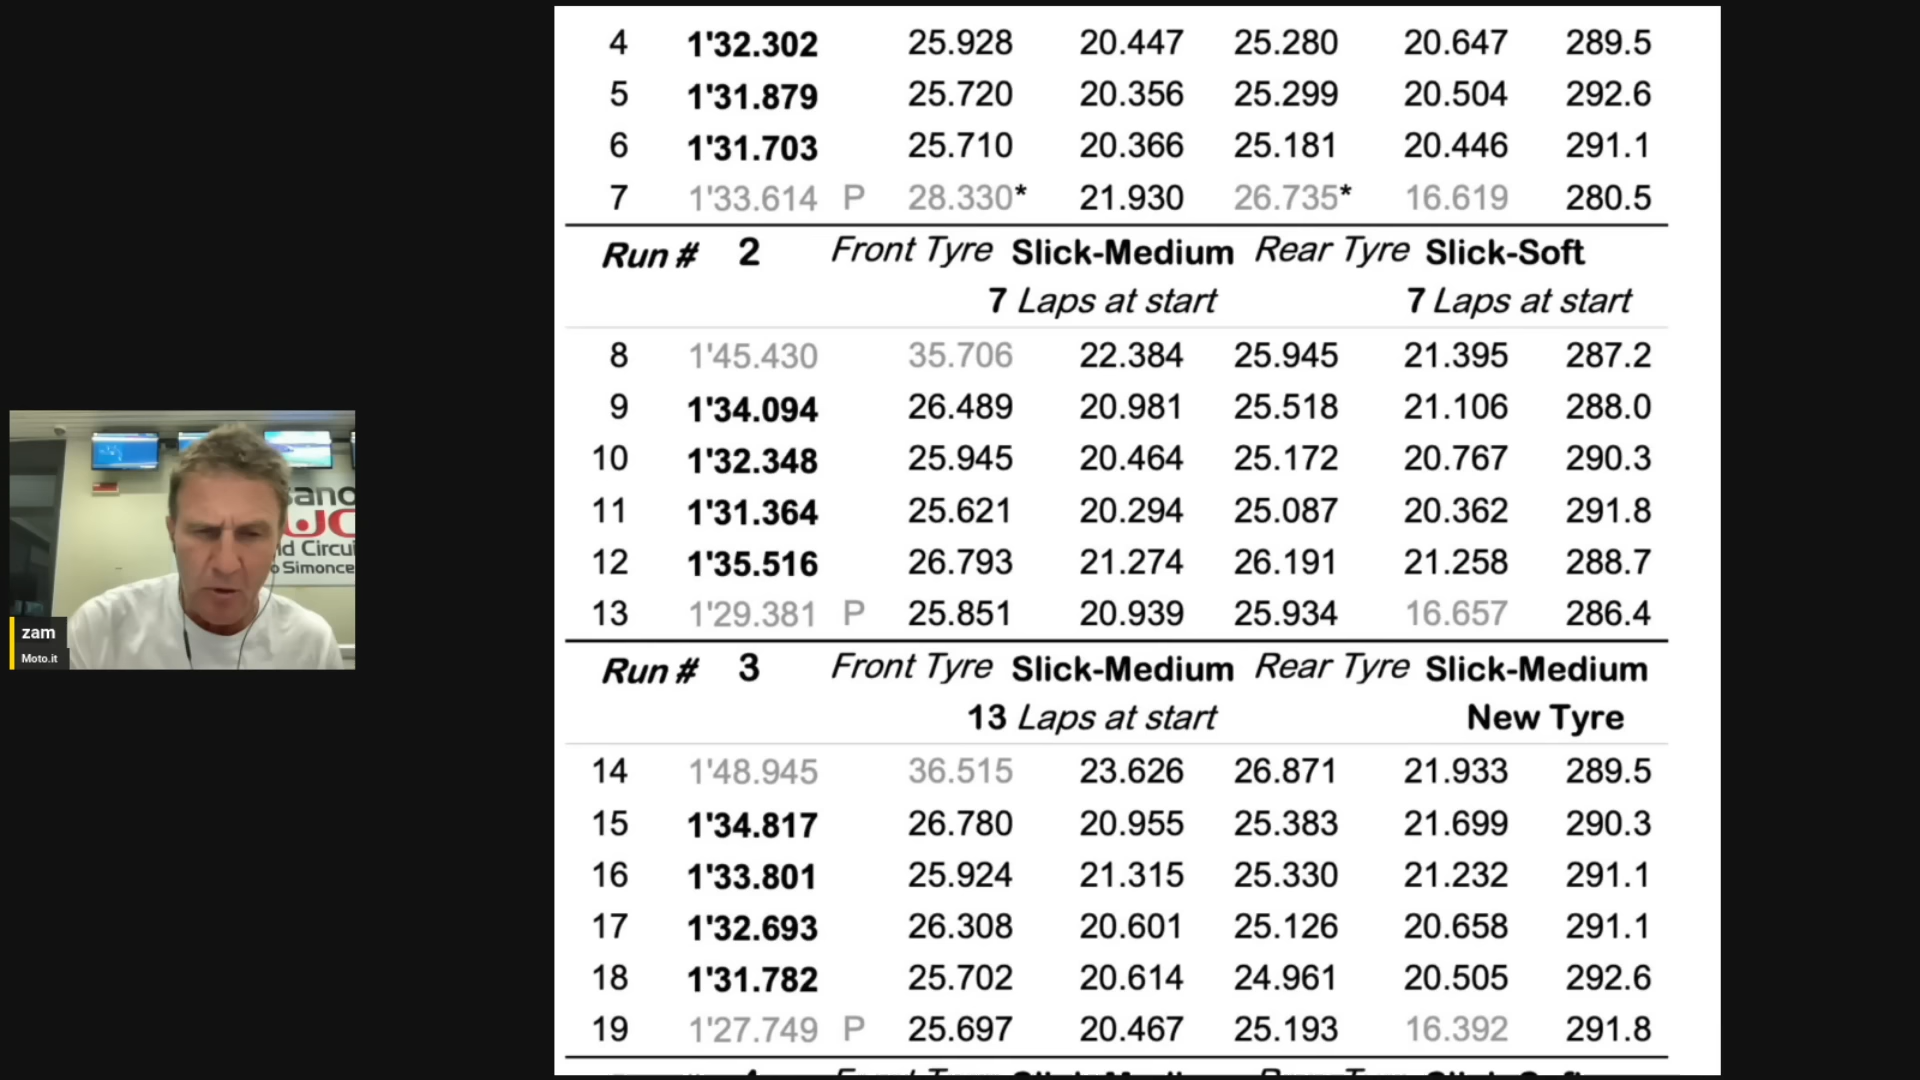 4 1'32.302 25.928 20.447 25.280 20.647 289.5
5 1'31.879 25.720 20.356 25.299 20.504 292.6
6 1'31.703 25.710 20.366 25.181 20.446 291.1
7 1'33.614 P 28.330* 21.930 26.735* 16.619 280.5
Run # 2 Front Tyre Slick-Medium Rear Tyre Slick-Soft
7 Laps at start 7 Laps at start
8 1'45.430 35.706 22.384 25.945 21.395 287.2
9 1'34.094 26.489 20.981 25.518 21.106 288.0
10 1'32.348 25.945 20.464 25.172 20.767 290.3
11 1'31.364 25.621 20.294 25.087 20.362 291.8
12 1'35.516 26.793 21.274 26.191 21.258 288.7
13 1'29.381 P 25.851 20.939 25.934 16.657 286.4
Run # 3 Front Tyre Slick-Medium Rear Tyre Slick-Medium
13 Laps at start New Tyre
14 1'48.945 36.515 23.626 26.871 21.933 289.5
15 1'34.817 26.780 20.955 25.383 21.699 290.3
16 1'33.801 25.924 21.315 25.330 21.232 291.1
17 1'32.693 26.308 20.601 25.126 20.658 291.1
18 1'31.782 25.702 20.614 24.961 20.505 292.6
19 1'27.749 P 25.697 20.467 25.193 16.392 291.8
sano
ld Circui
o Simonce
zam
Moto.it